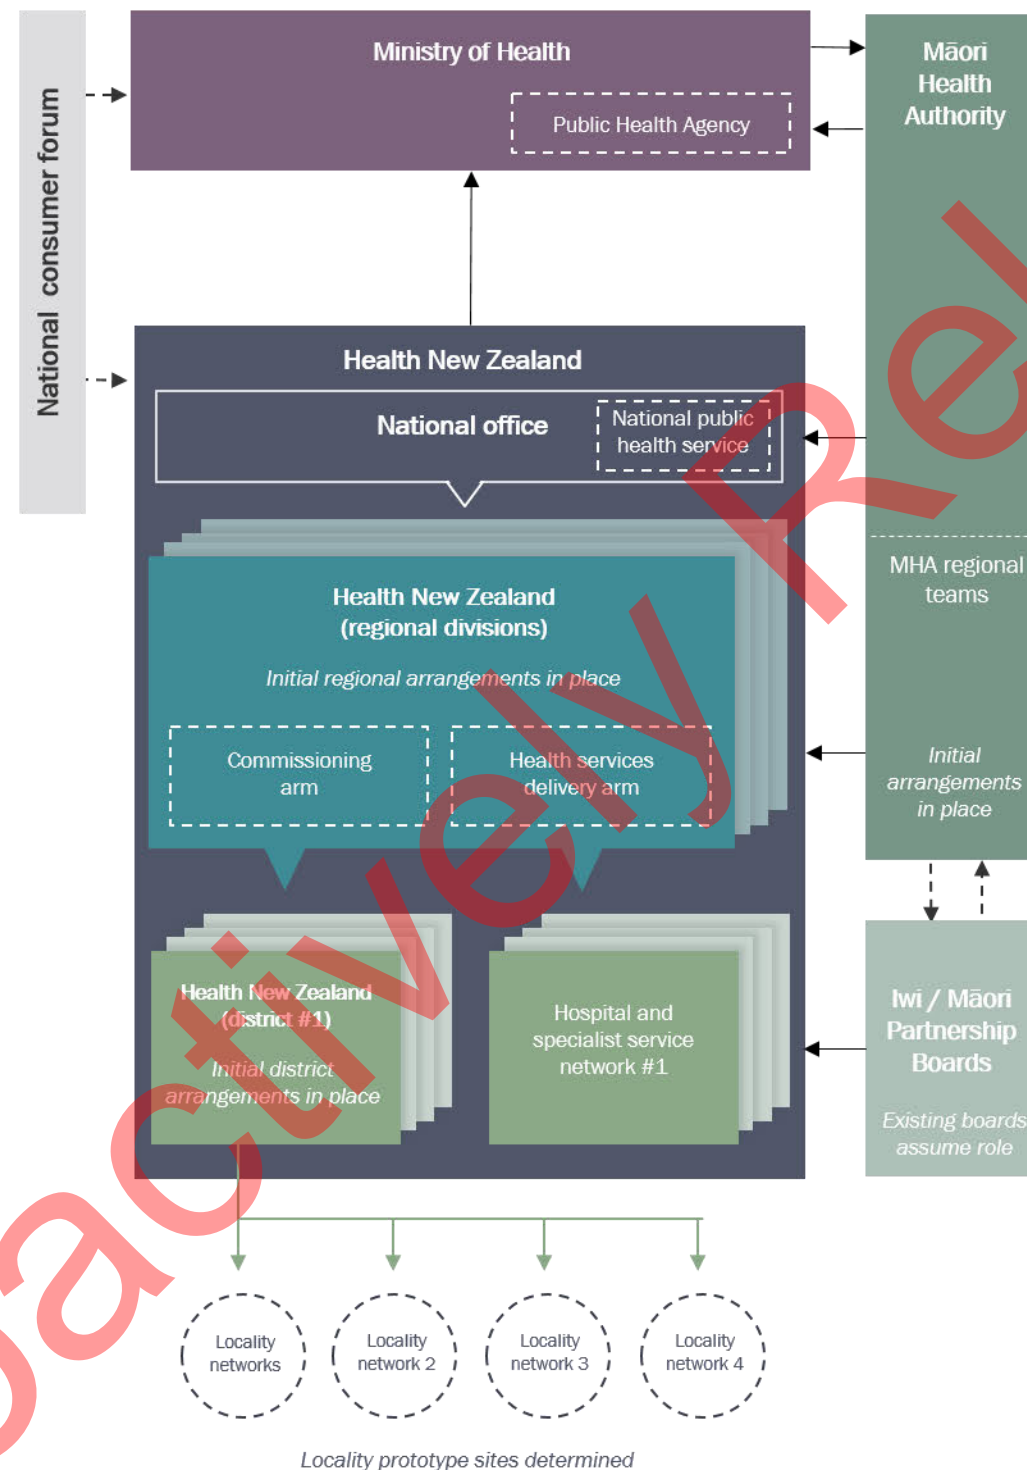 National consumer forum
Ministry of Health
Public Health Agency
Māori
Health
Authority
Health New Zealand
National office
National public
health service
MHA regional
teams
Initial
arrangements
in place
Health New Zealand
(regional divisions)
Initial regional arrangements in place
Commissioning
arm
Health services
delivery arm
Health New Zealand
(district #1)
Initial district
arrangements in place
Hospital and
specialist service
network #1
Iwi / Māori
Partnership
Boards
Existing boards
assume role
Locality
networks
Locality
network 2
Locality
network 3
Locality
network 4
Locality prototype sites determined
actively Rel